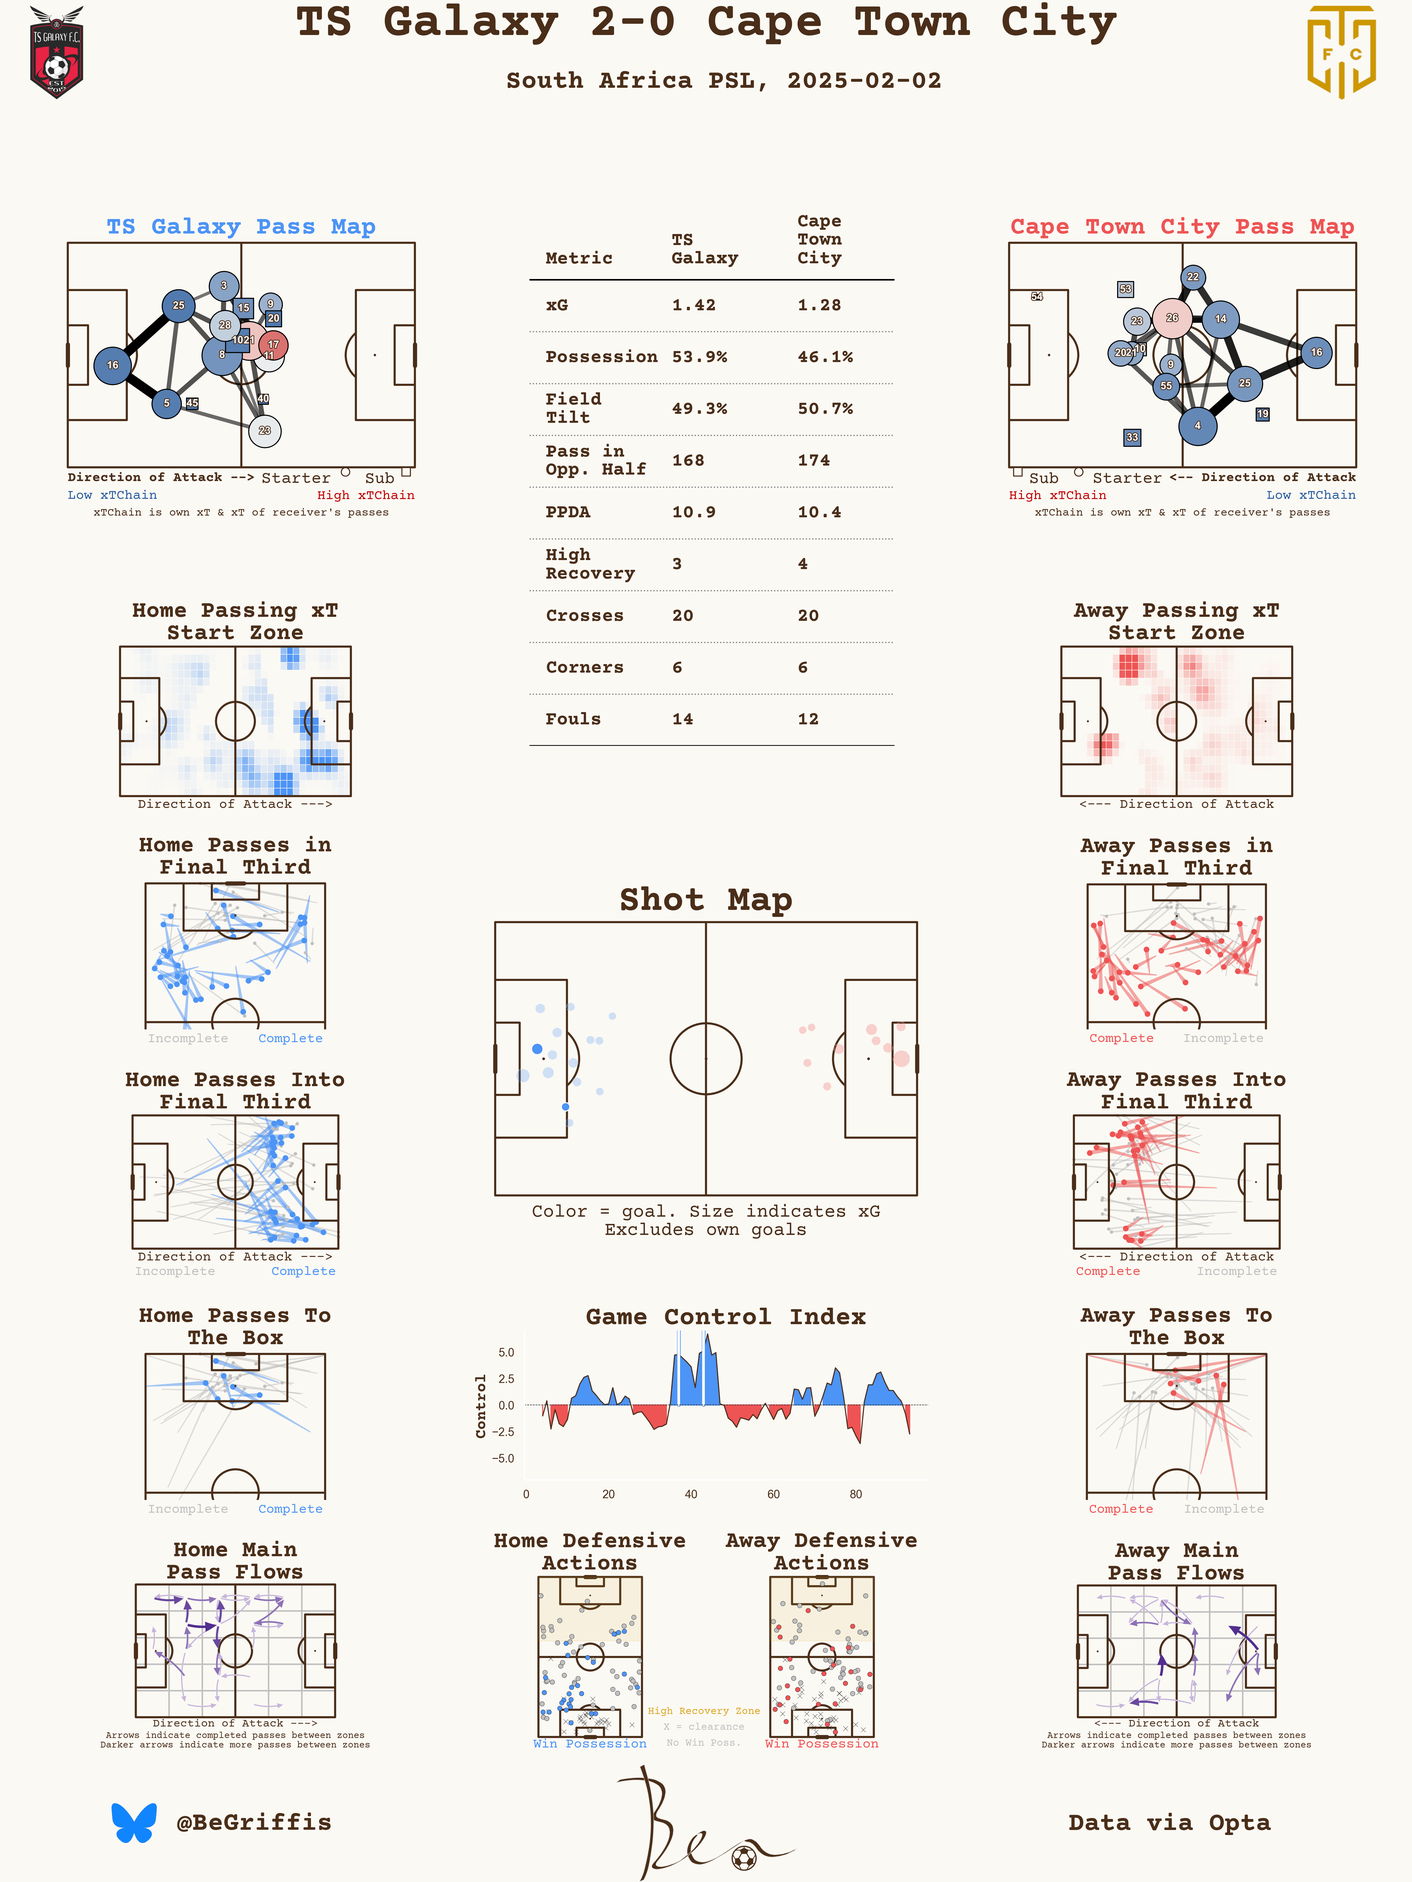 TS Galaxy 2-0 Cape Town City
South Africa PSL, 2025-02-02
TS GALAXY F.C.
EST
2015
F C
TS Galaxy Pass Map
3
25
15
9
20
28
10
21
17
8
11
16
5
45
40
23
Direction of Attack --> Starter Sub
Low xTChain High xTChain
xTChain is own xT & xT of receiver's passes
Metric TS Galaxy Cape Town City
xG 1.42 1.28
Possession 53.9% 46.1%
Field Tilt 49.3% 50.7%
Pass in Opp. Half 168 174
PPDA 10.9 10.4
High Recovery 3 4
Crosses 20 20
Corners 6 6
Fouls 14 12
Cape Town City Pass Map
22
53
54
23
26
14
20
21
10
16
9
55
25
19
4
33
Sub Starter <-- Direction of Attack
High xTChain Low xTChain
xTChain is own xT & xT of receiver's passes
Home Passing xT
Start Zone
Direction of Attack --->
Away Passing xT
Start Zone
<--- Direction of Attack
Home Passes in
Final Third
Incomplete Complete
Away Passes in
Final Third
Complete Incomplete
Shot Map
Color = goal. Size indicates xG
Excludes own goals
Home Passes Into
Final Third
Direction of Attack --->
Incomplete Complete
Away Passes Into
Final Third
<--- Direction of Attack
Complete Incomplete
Home Passes To
The Box
Incomplete Complete
Game Control Index
Control
5.0
2.5
0.0
−2.5
−5.0
0 20 40 60 80
Away Passes To
The Box
Complete Incomplete
Home Main
Pass Flows
Direction of Attack --->
Arrows indicate completed passes between zones
Darker arrows indicate more passes between zones
Home Defensive
Actions
Win Possession
Away Defensive
Actions
Win Possession
High Recovery Zone
X = clearance
No Win Poss.
Away Main
Pass Flows
<--- Direction of Attack
Arrows indicate completed passes between zones
Darker arrows indicate more passes between zones
@BeGriffis
Ben
Data via Opta